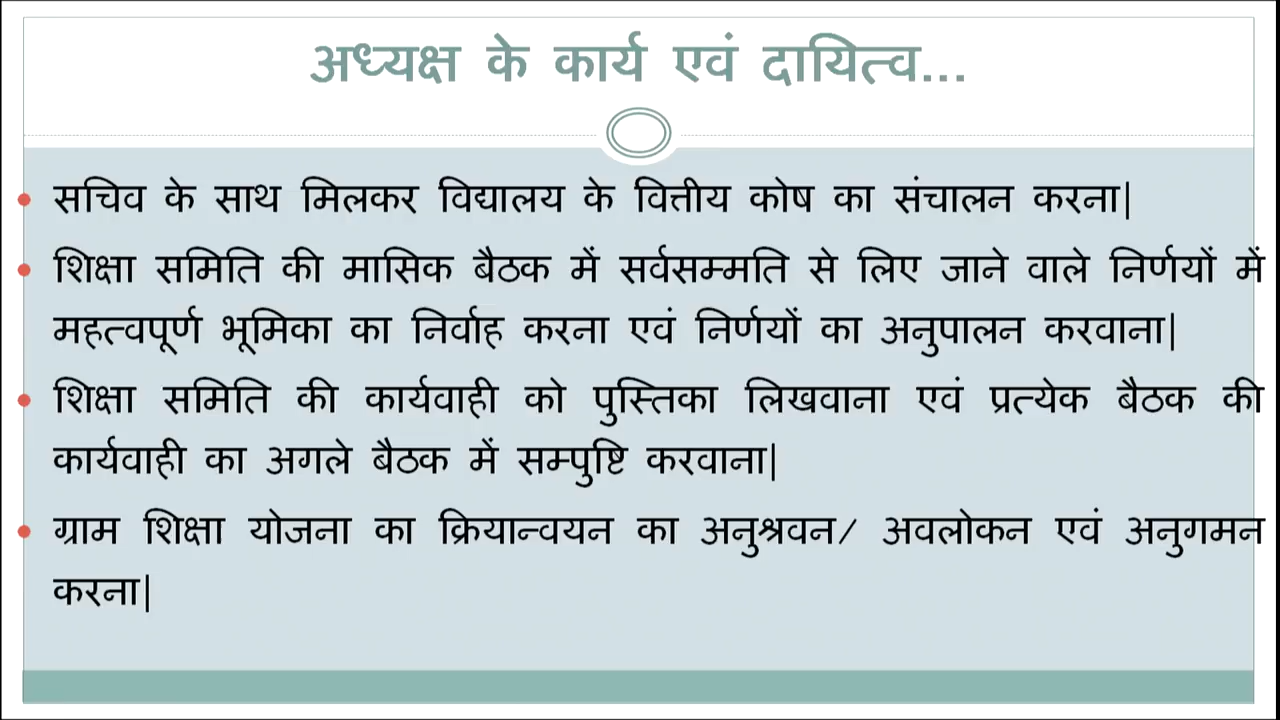 अध्यक्ष के कार्य एवं दायित्व...
• सचिव के साथ मिलकर विद्यालय के वित्तीय कोष का संचालन करना|
• शिक्षा समिति की मासिक बैठक में सर्वसम्मति से लिए जाने वाले निर्णयों में
महत्वपूर्ण भूमिका का निर्वाह करना एवं निर्णयों का अनुपालन करवाना|
• शिक्षा समिति की कार्यवाही को पुस्तिका लिखवाना एवं प्रत्येक बैठक की
कार्यवाही का अगले बैठक में सम्पुष्टि करवाना|
• ग्राम शिक्षा योजना का क्रियान्वयन का अनुश्रवन/ अवलोकन एवं अनुगमन
करना|